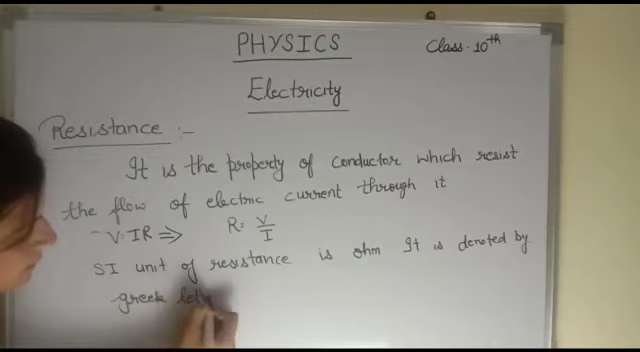 PHYSICS
Class. 10th
Electricity
Resistance :-
It is the property of conductor which resist
the flow of electric current through it
- V=IR ⇒ R= V/I
SI unit of resistance is ohm It is denoted by
greek